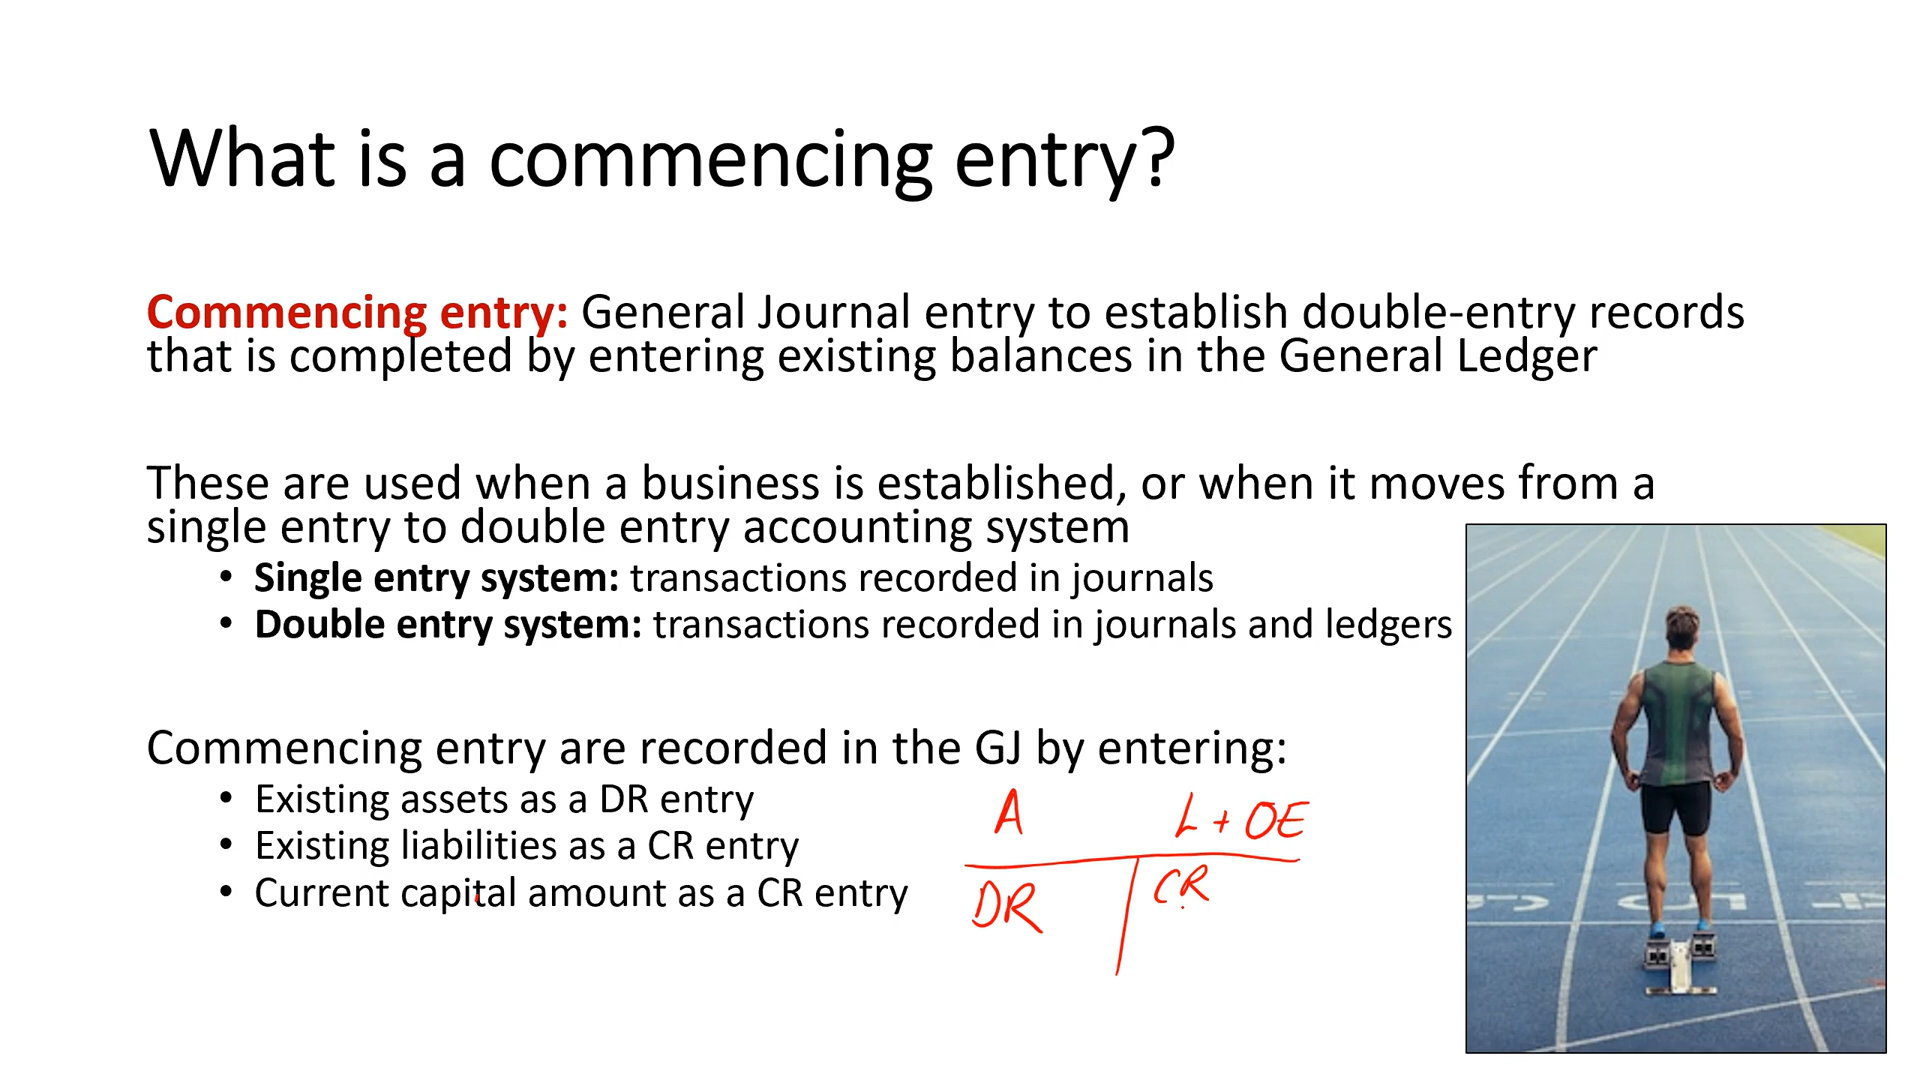 What is a commencing entry?
Commencing entry: General Journal entry to establish double-entry records
that is completed by entering existing balances in the General Ledger
These are used when a business is established, or when it moves from a
single entry to double entry accounting system
• Single entry system: transactions recorded in journals
• Double entry system: transactions recorded in journals and ledgers
Commencing entry are recorded in the GJ by entering:
• Existing assets as a DR entry
• Existing liabilities as a CR entry
• Current capital amount as a CR entry
A L + OE
DR CR